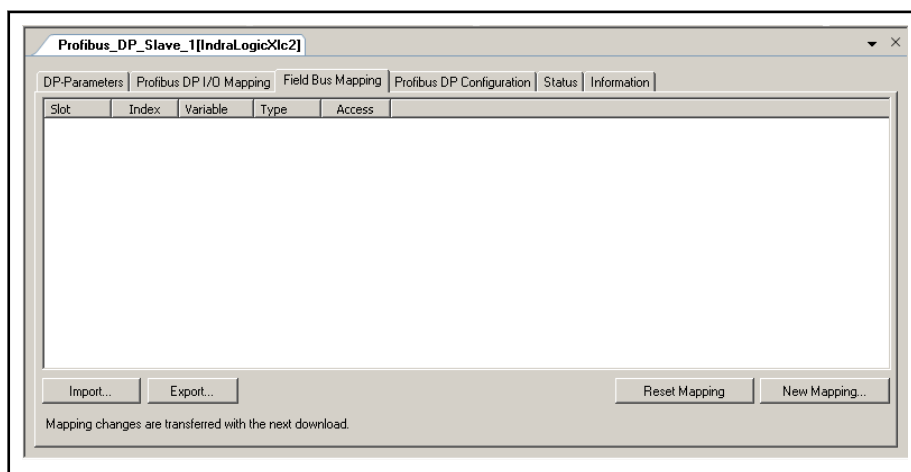 Profibus_DP_Slave_1[IndraLogicXlc2]
DP-Parameters Profibus DP I/O Mapping Field Bus Mapping Profibus DP Configuration Status Information
Slot Index Variable Type Access
Import... Export... Reset Mapping New Mapping...
Mapping changes are transferred with the next download.